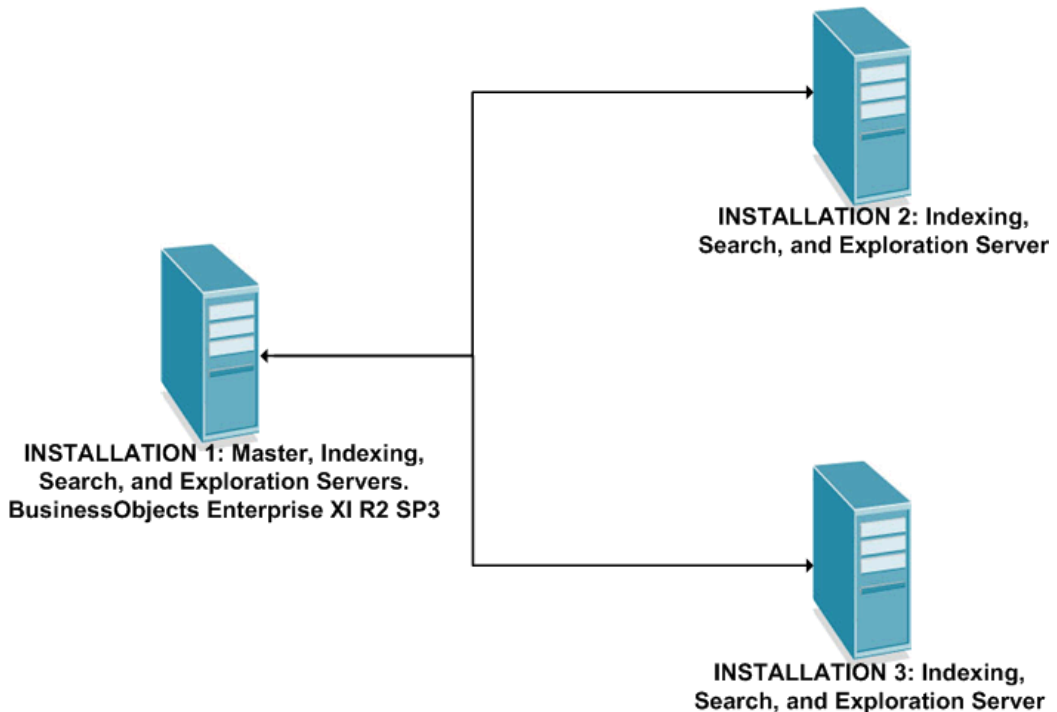 INSTALLATION 2: Indexing,
Search, and Exploration Server
INSTALLATION 1: Master, Indexing,
Search, and Exploration Servers.
BusinessObjects Enterprise XI R2 SP3
INSTALLATION 3: Indexing,
Search, and Exploration Server